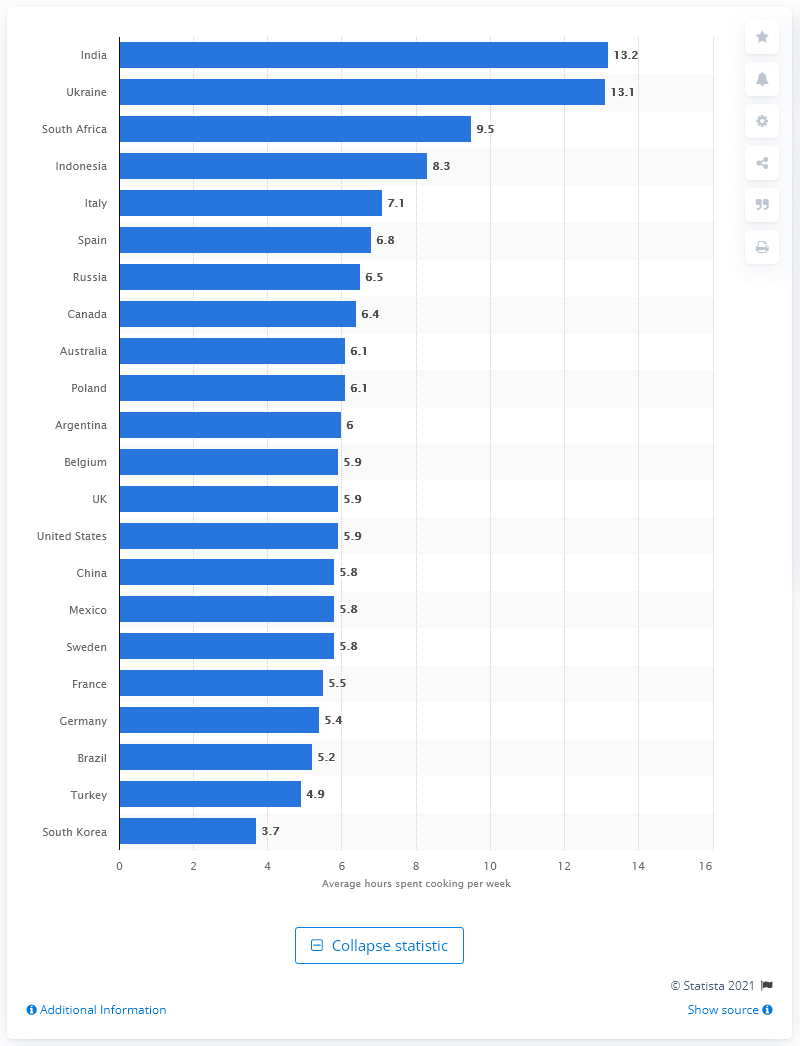 India 13.2
Ukraine 13.1
South Africa 9.5
Indonesia 8.3
Italy 7.1
Spain 6.8
Russia 6.5
Canada 6.4
Australia 6.1
Poland 6.1
Argentina 6
Belgium 5.9
UK 5.9
United States 5.9
China 5.8
Mexico 5.8
Sweden 5.8
France 5.5
Germany 5.4
Brazil 5.2
Turkey 4.9
South Korea 3.7
0 2 4 6 8 10 12 14 16
Average hours spent cooking per week
Collapse statistic
© Statista 2021
Additional Information Show source